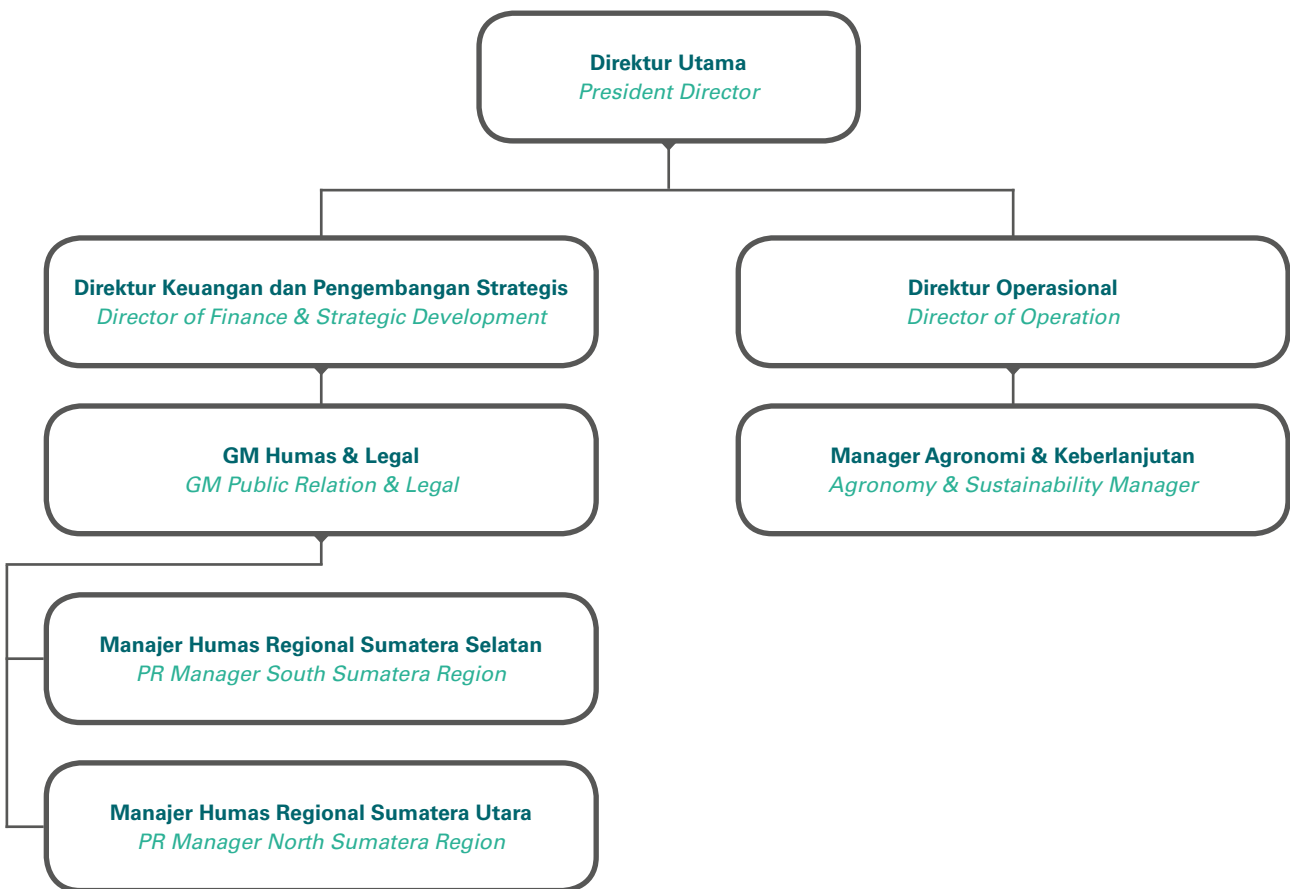 Direktur Utama
President Director
Direktur Keuangan dan Pengembangan Strategis
Director of Finance & Strategic Development
Direktur Operasional
Director of Operation
GM Humas & Legal
GM Public Relation & Legal
Manager Agronomi & Keberlanjutan
Agronomy & Sustainability Manager
Manajer Humas Regional Sumatera Selatan
PR Manager South Sumatera Region
Manajer Humas Regional Sumatera Utara
PR Manager North Sumatera Region